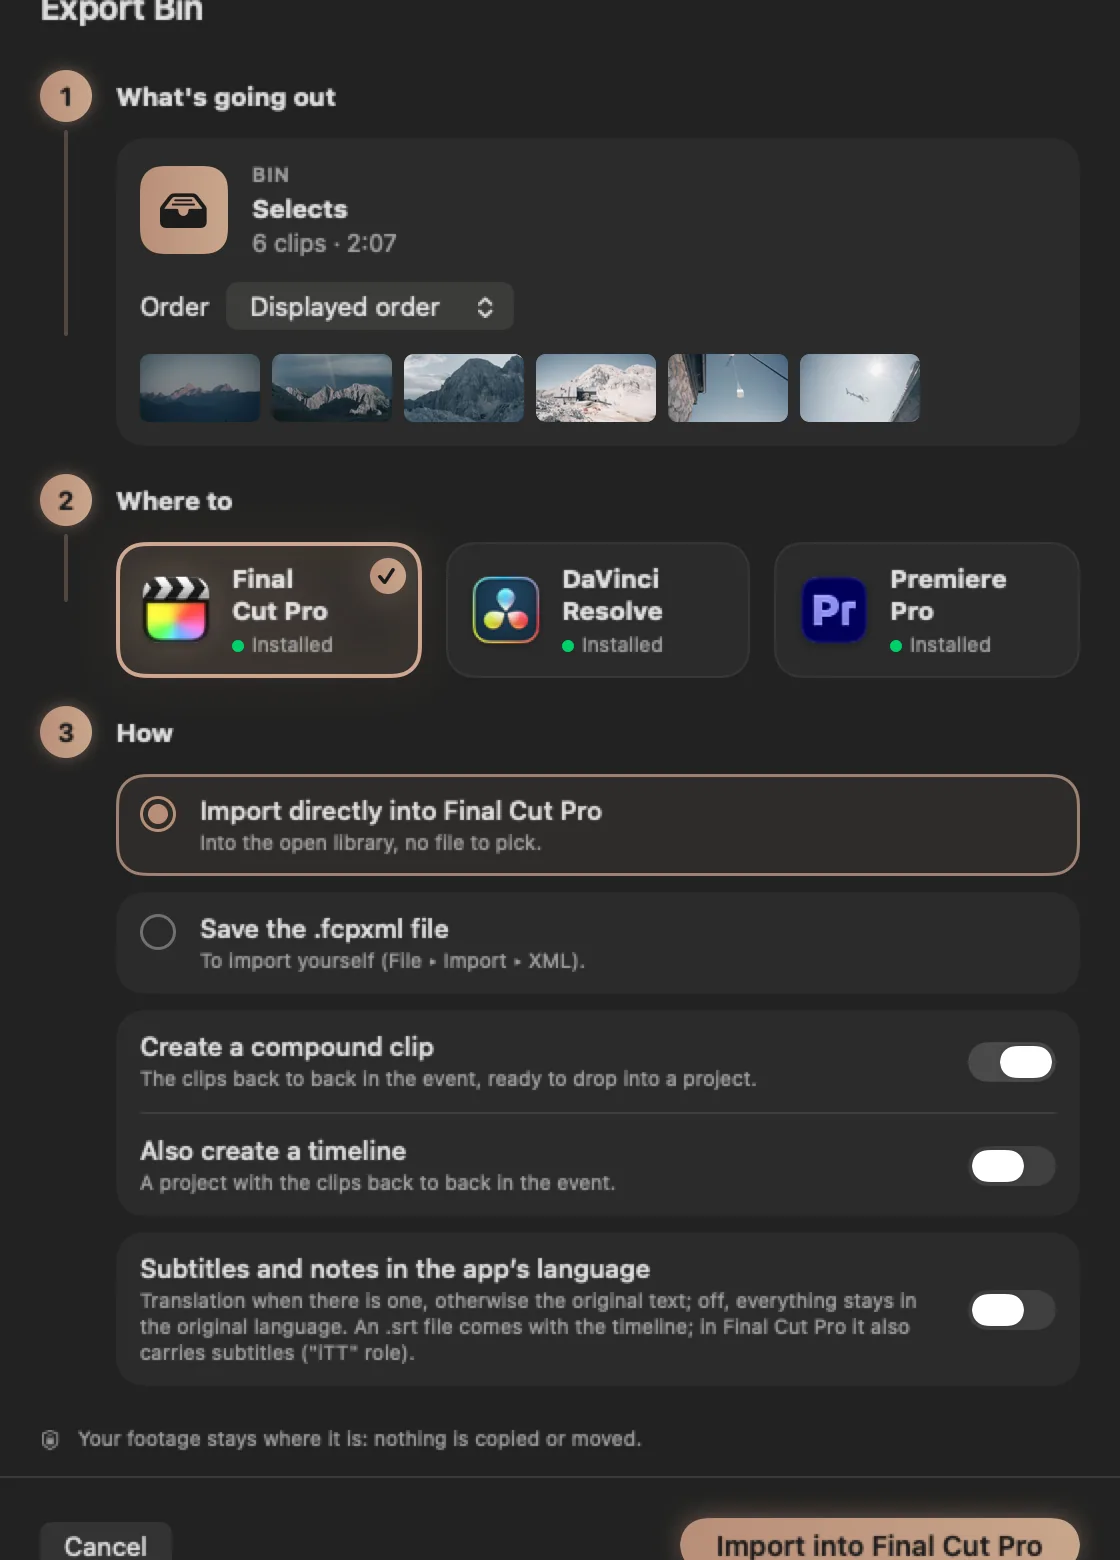 Export Bin
1 What's going out
BIN
Selects
6 clips · 2:07
Order Displayed order
2 Where to
Final
Cut Pro
Installed
DaVinci
Resolve
Installed
Pr
Premiere
Pro
Installed
3 How
Import directly into Final Cut Pro
Into the open library, no file to pick.
Save the .fcpxml file
To import yourself (File ▸ Import ▸ XML).
Create a compound clip
The clips back to back in the event, ready to drop into a project.
Also create a timeline
A project with the clips back to back in the event.
Subtitles and notes in the app’s language
Translation when there is one, otherwise the original text; off, everything stays in
the original language. An .srt file comes with the timeline; in Final Cut Pro it also
carries subtitles ("iTT" role).
Your footage stays where it is: nothing is copied or moved.
Cancel
Import into Final Cut Pro